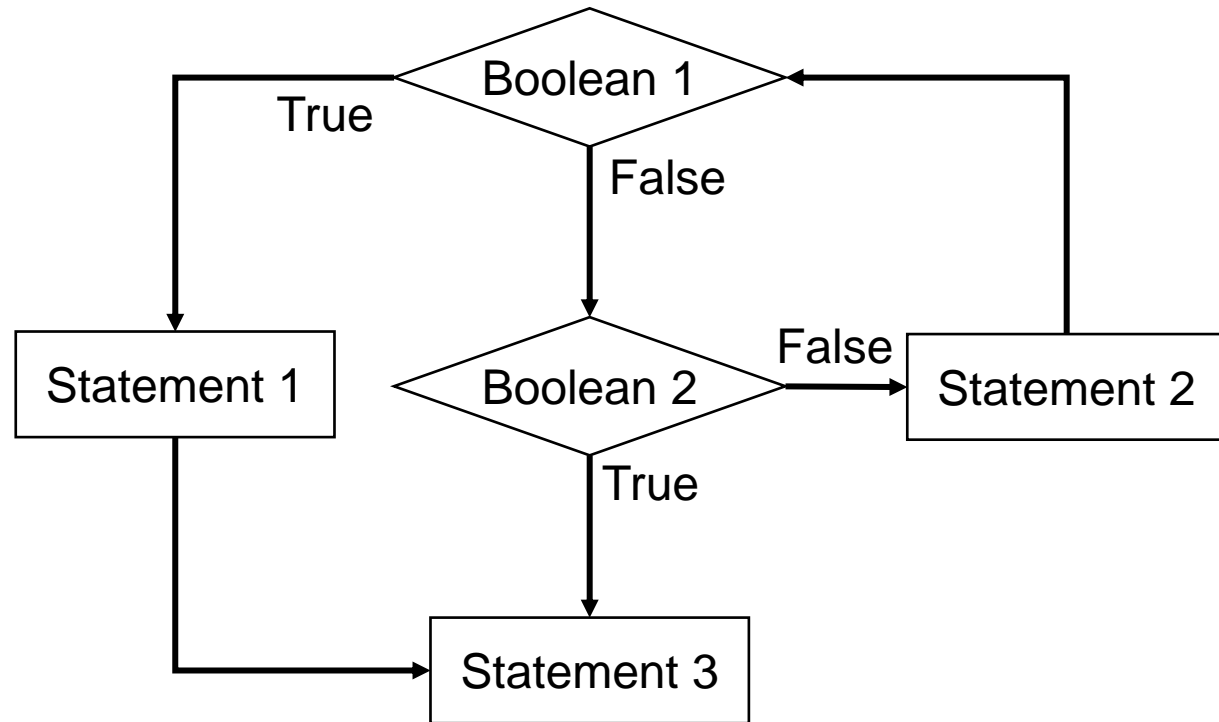 Boolean 1
True
False
False
Statement 1
Boolean 2
Statement 2
True
Statement 3